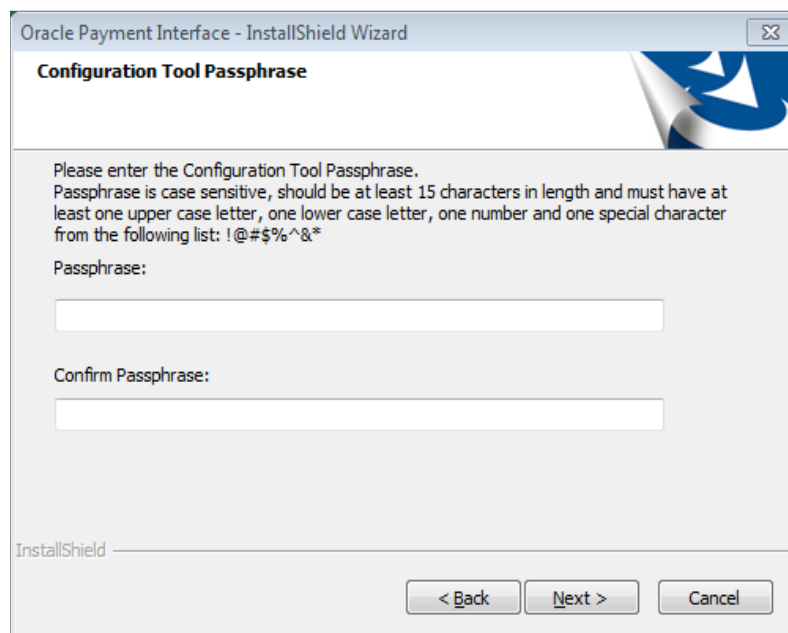 Oracle Payment Interface - InstallShield Wizard
Configuration Tool Passphrase
Please enter the Configuration Tool Passphrase.
Passphrase is case sensitive, should be at least 15 characters in length and must have at
least one upper case letter, one lower case letter, one number and one special character
from the following list: !@#$%^&*
Passphrase:
Confirm Passphrase:
InstallShield
< Back
Next >
Cancel